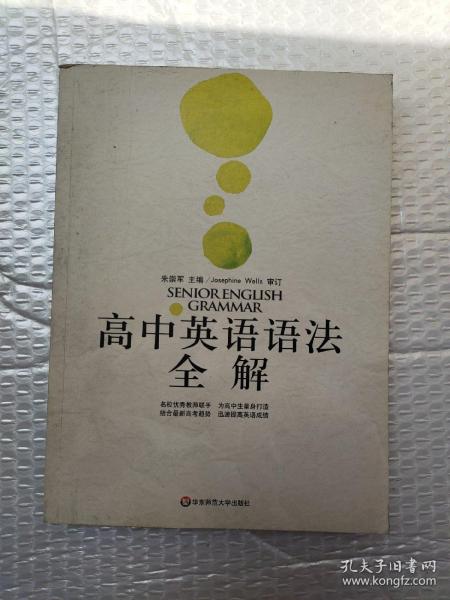 朱崇军 主编/Josephine Wells 审订
SENIOR ENGLISH
GRAMMAR
高中英语语法
全解
名校优秀教师联手 为高中生量身打造
结合最新高考趋势 迅速提高英语成绩
华东师范大学出版社
孔夫子旧书网
www.kongfz.com